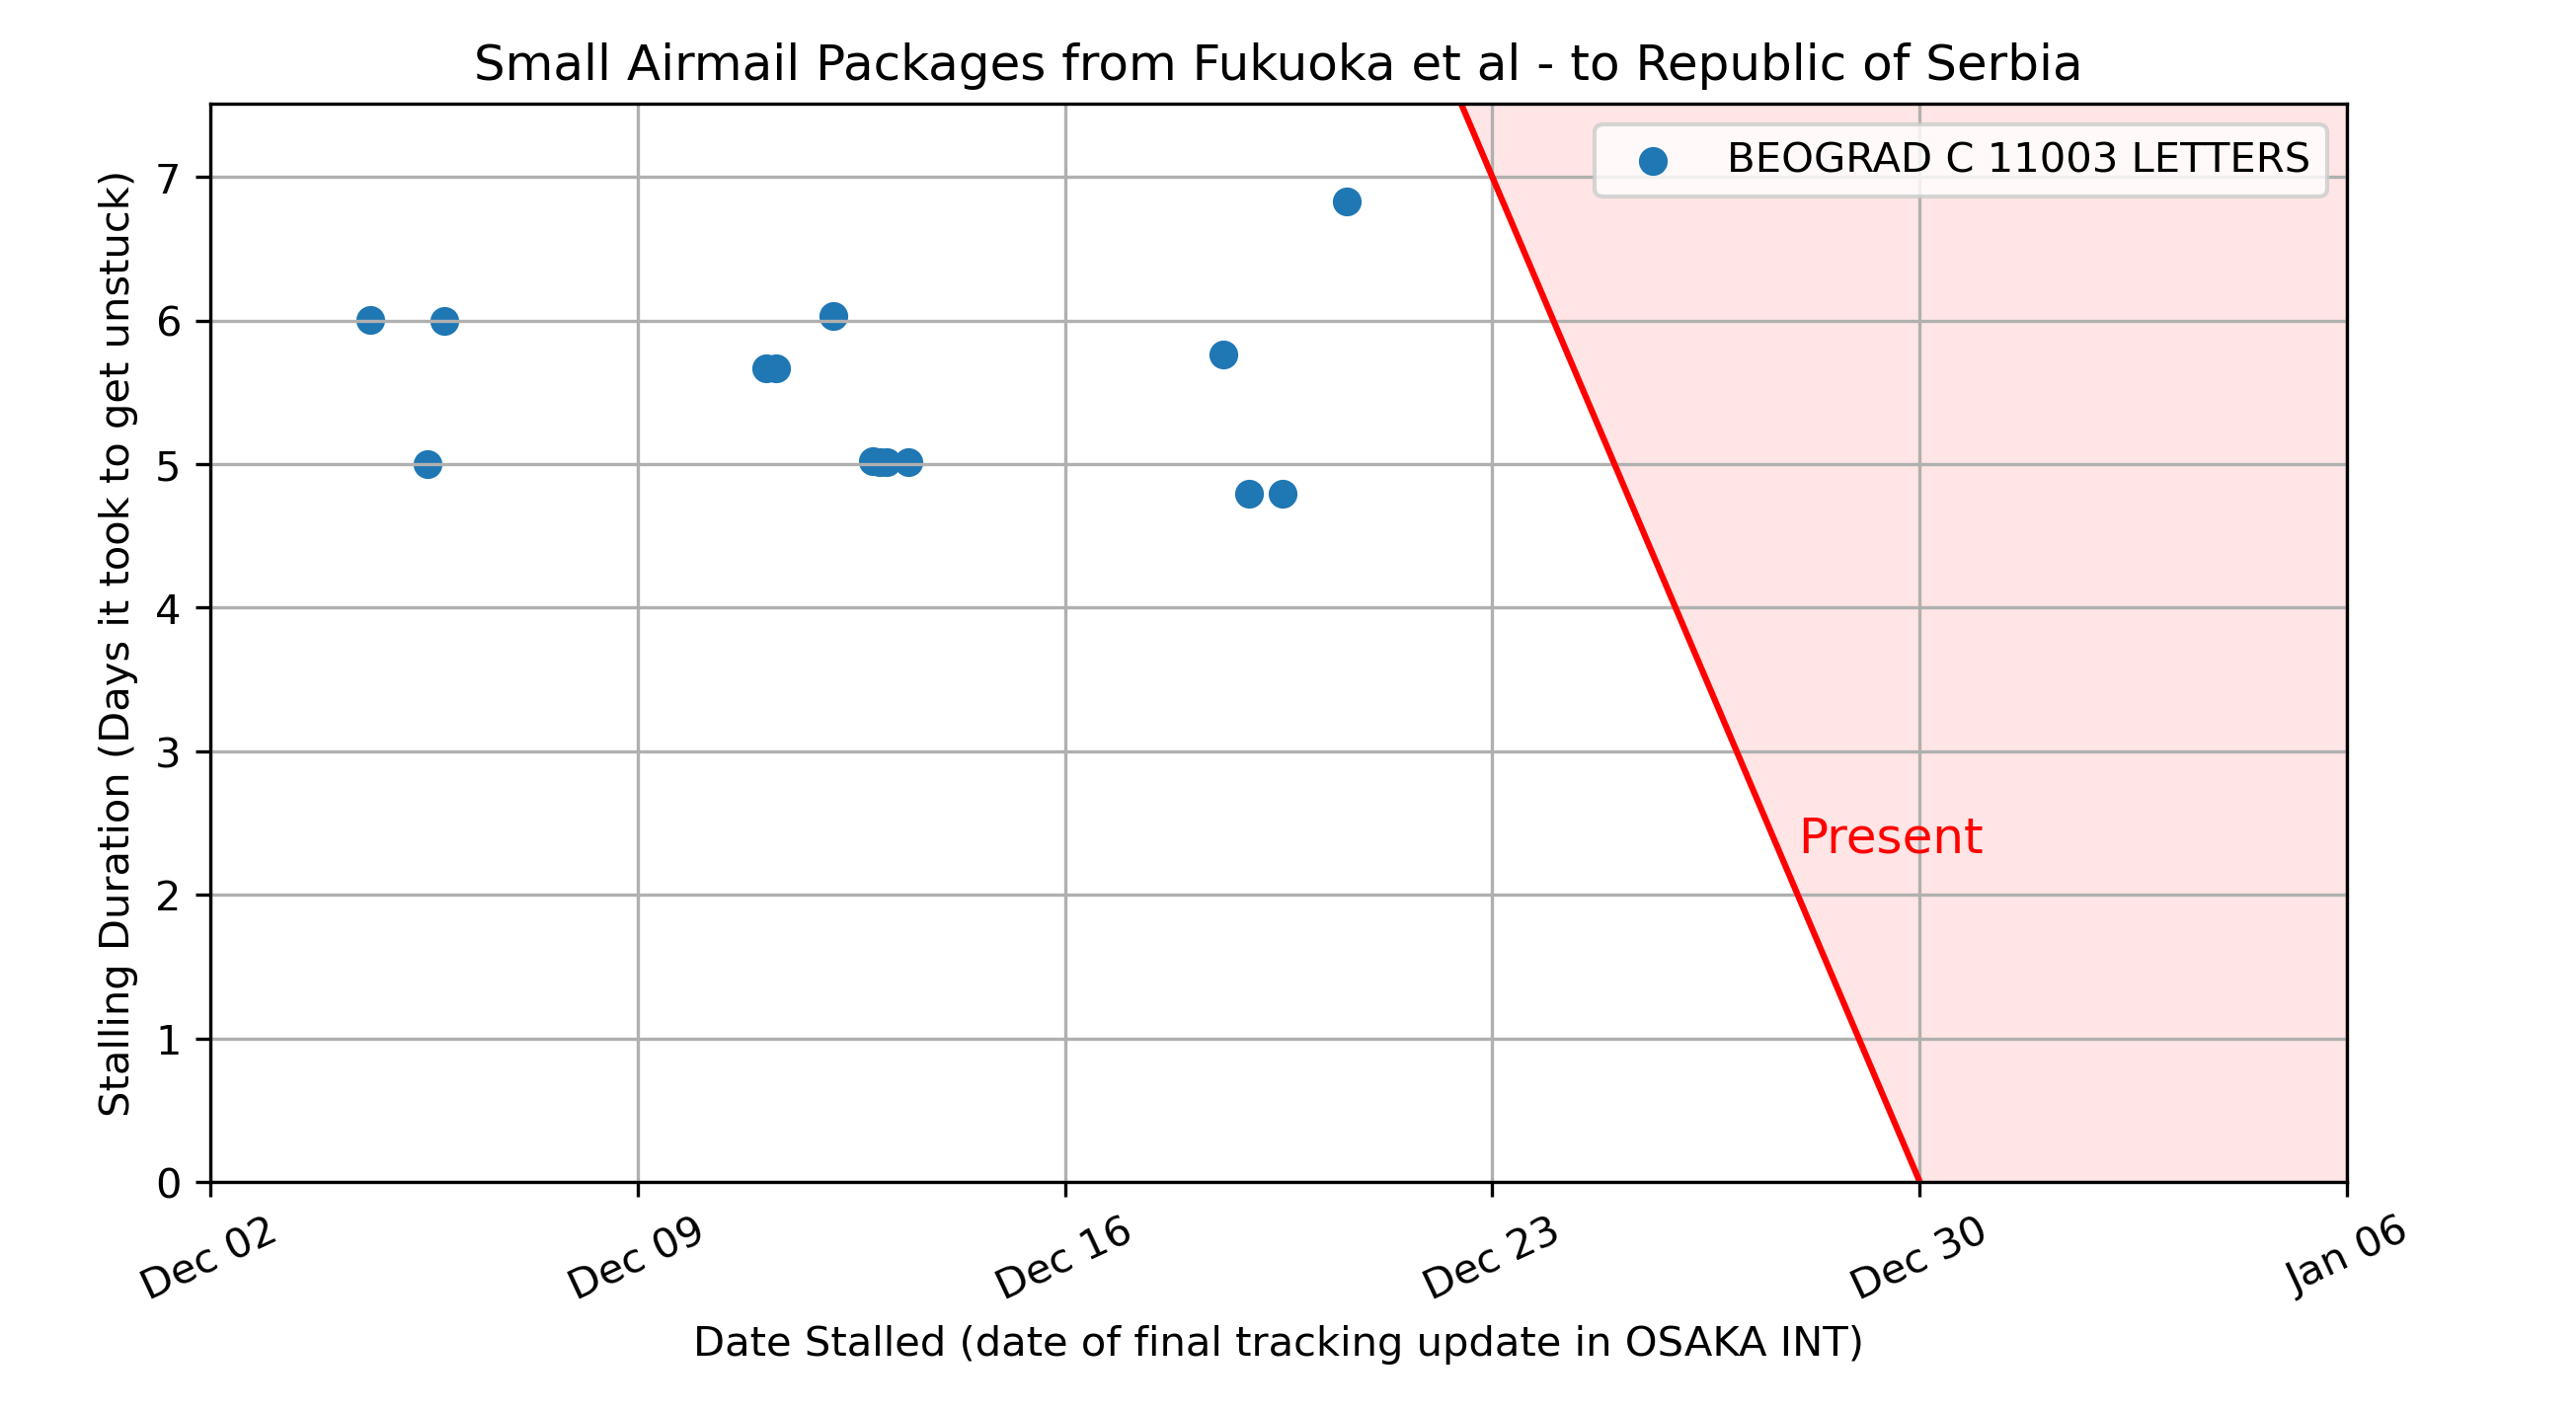 Small Airmail Packages from Fukuoka et al - to Republic of Serbia
BEOGRAD C 11003 LETTERS
Stalling Duration (Days it took to get unstuck)
7
6
5
4
3
2
1
0
Present
Dec 02
Dec 09
Dec 16
Dec 23
Dec 30
Jan 06
Date Stalled (date of final tracking update in OSAKA INT)